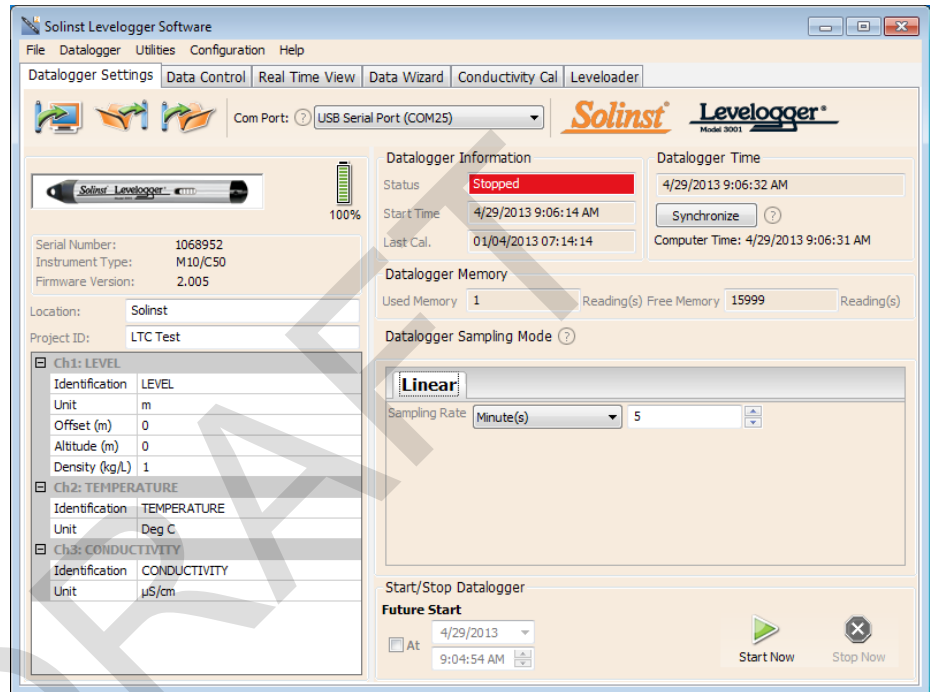 Solinst Levelogger Software
File Datalogger Utilities Configuration Help
Datalogger Settings Data Control Real Time View Data Wizard Conductivity Cal Leveloader
Com Port: ? USB Serial Port (COM25)
Solinst Levelogger
Model 3001
Solinst Levelogger
100%
Serial Number: 1068952
Instrument Type: M10/C50
Firmware Version: 2.005
Location: Solinst
Project ID: LTC Test
Ch1: LEVEL
Identification LEVEL
Unit m
Offset (m) 0
Altitude (m) 0
Density (kg/L) 1
Ch2: TEMPERATURE
Identification TEMPERATURE
Unit Deg C
Ch3: CONDUCTIVITY
Identification CONDUCTIVITY
Unit µS/cm
Datalogger Information
Status Stopped
Start Time 4/29/2013 9:06:14 AM
Last Cal. 01/04/2013 07:14:14
Datalogger Time
4/29/2013 9:06:32 AM
Synchronize ?
Computer Time: 4/29/2013 9:06:31 AM
Datalogger Memory
Used Memory 1 Reading(s) Free Memory 15999 Reading(s)
Datalogger Sampling Mode ?
Linear
Sampling Rate Minute(s) 5
Start/Stop Datalogger
Future Start
At 4/29/2013
9:04:54 AM
Start Now Stop Now
DRAFT